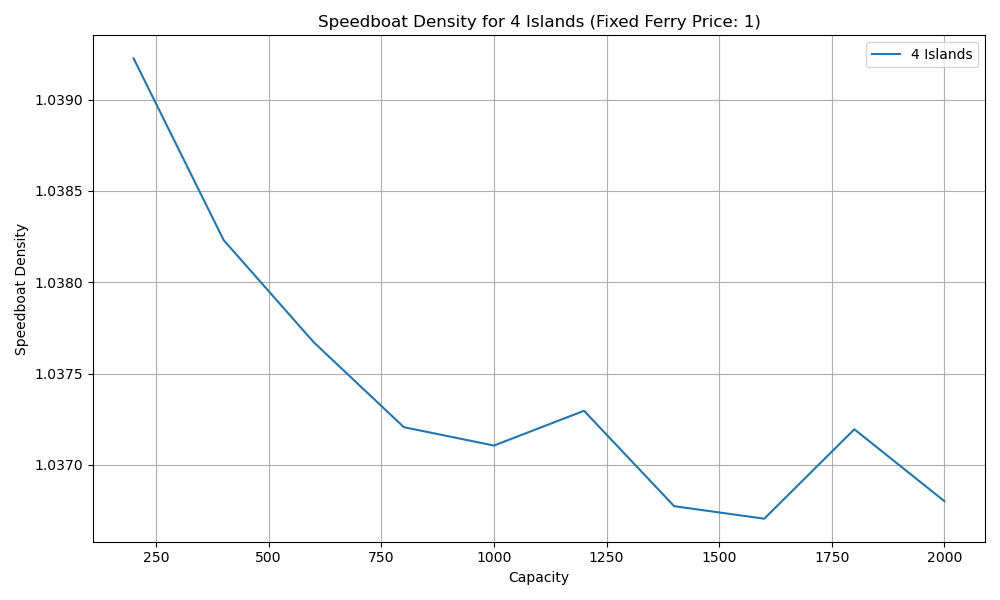 Speedboat Density for 4 Islands (Fixed Ferry Price: 1)
4 Islands
Speedboat Density
1.0390
1.0385
1.0380
1.0375
1.0370
250 500 750 1000 1250 1500 1750 2000
Capacity